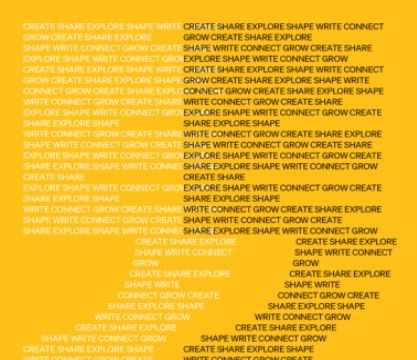 CREATE SHARE EXPLORE SHAPE WRITE CREATE SHARE EXPLORE SHAPE WRITE CONNECT
GROW CREATE SHARE EXPLORE GROW CREATE SHARE EXPLORE
SHAPE WRITE CONNECT GROW CREATE SHAPE WRITE CONNECT GROW CREATE SHARE
EXPLORE SHAPE WRITE CONNECT GROW EXPLORE SHAPE WRITE CONNECT GROW
CREATE SHARE EXPLORE SHAPE WRITE CREATE SHARE EXPLORE SHAPE WRITE CONNECT
GROW CREATE SHARE EXPLORE SHAPE GROW CREATE SHARE EXPLORE SHAPE WRITE
CONNECT GROW CREATE SHARE CONNECT GROW CREATE SHARE EXPLORE SHAPE
WRITE CONNECT GROW CREATE SHARE WRITE CONNECT GROW CREATE SHARE
EXPLORE SHAPE WRITE CONNECT GROW EXPLORE SHAPE WRITE CONNECT GROW CREATE
SHARE EXPLORE SHAPE SHARE EXPLORE SHAPE
WRITE CONNECT GROW CREATE SHARE WRITE CONNECT GROW CREATE SHARE EXPLORE
SHAPE WRITE CONNECT GROW CREATE SHAPE WRITE CONNECT GROW CREATE SHARE
EXPLORE SHAPE WRITE CONNECT GROW EXPLORE SHAPE WRITE CONNECT GROW CREATE
SHARE EXPLORE SHAPE WRITE CONNECT SHARE EXPLORE SHAPE WRITE CONNECT GROW
CREATE SHARE CREATE SHARE
EXPLORE SHAPE WRITE CONNECT GROW EXPLORE SHAPE WRITE CONNECT GROW CREATE
SHARE EXPLORE SHAPE SHARE EXPLORE SHAPE
WRITE CONNECT GROW CREATE SHARE WRITE CONNECT GROW CREATE SHARE EXPLORE
SHAPE WRITE CONNECT GROW CREATE SHAPE WRITE CONNECT GROW CREATE
WRITE CONNECT GROW CREATE SHARE WRITE CONNECT GROW CREATE SHARE
CREATE SHARE EXPLORE CREATE SHARE EXPLORE
SHAPE WRITE CONNECT SHAPE WRITE CONNECT
GROW GROW
CREATE SHARE EXPLORE CREATE SHARE EXPLORE
SHAPE WRITE SHAPE WRITE
CONNECT GROW CREATE CONNECT GROW CREATE
SHARE EXPLORE SHAPE SHARE EXPLORE SHAPE
WRITE CONNECT GROW WRITE CONNECT GROW
CREATE SHARE EXPLORE CREATE SHARE EXPLORE
SHAPE WRITE CONNECT GROW SHAPE WRITE CONNECT GROW
CREATE SHARE EXPLORE SHAPE CREATE SHARE EXPLORE SHAPE
WRITE CONNECT GROW CREATE SHARE WRITE CONNECT GROW CREATE SHARE